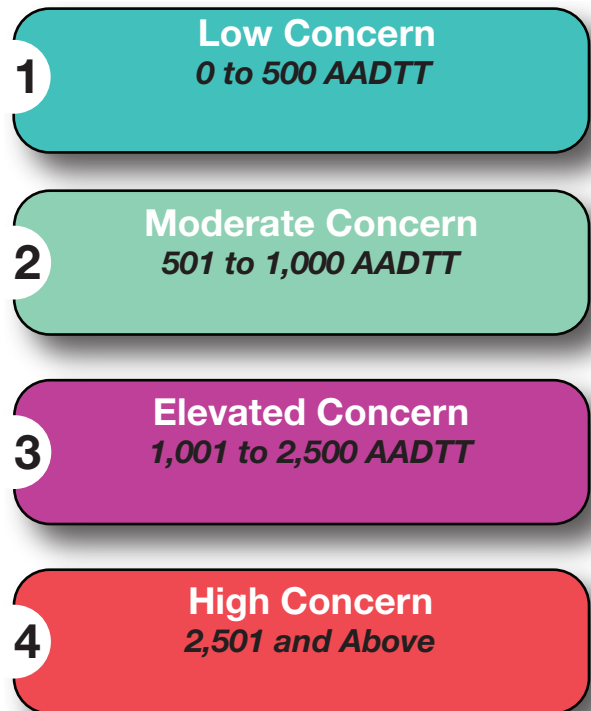 1
Low Concern
0 to 500 AADTT
2
Moderate Concern
501 to 1,000 AADTT
3
Elevated Concern
1,001 to 2,500 AADTT
4
High Concern
2,501 and Above